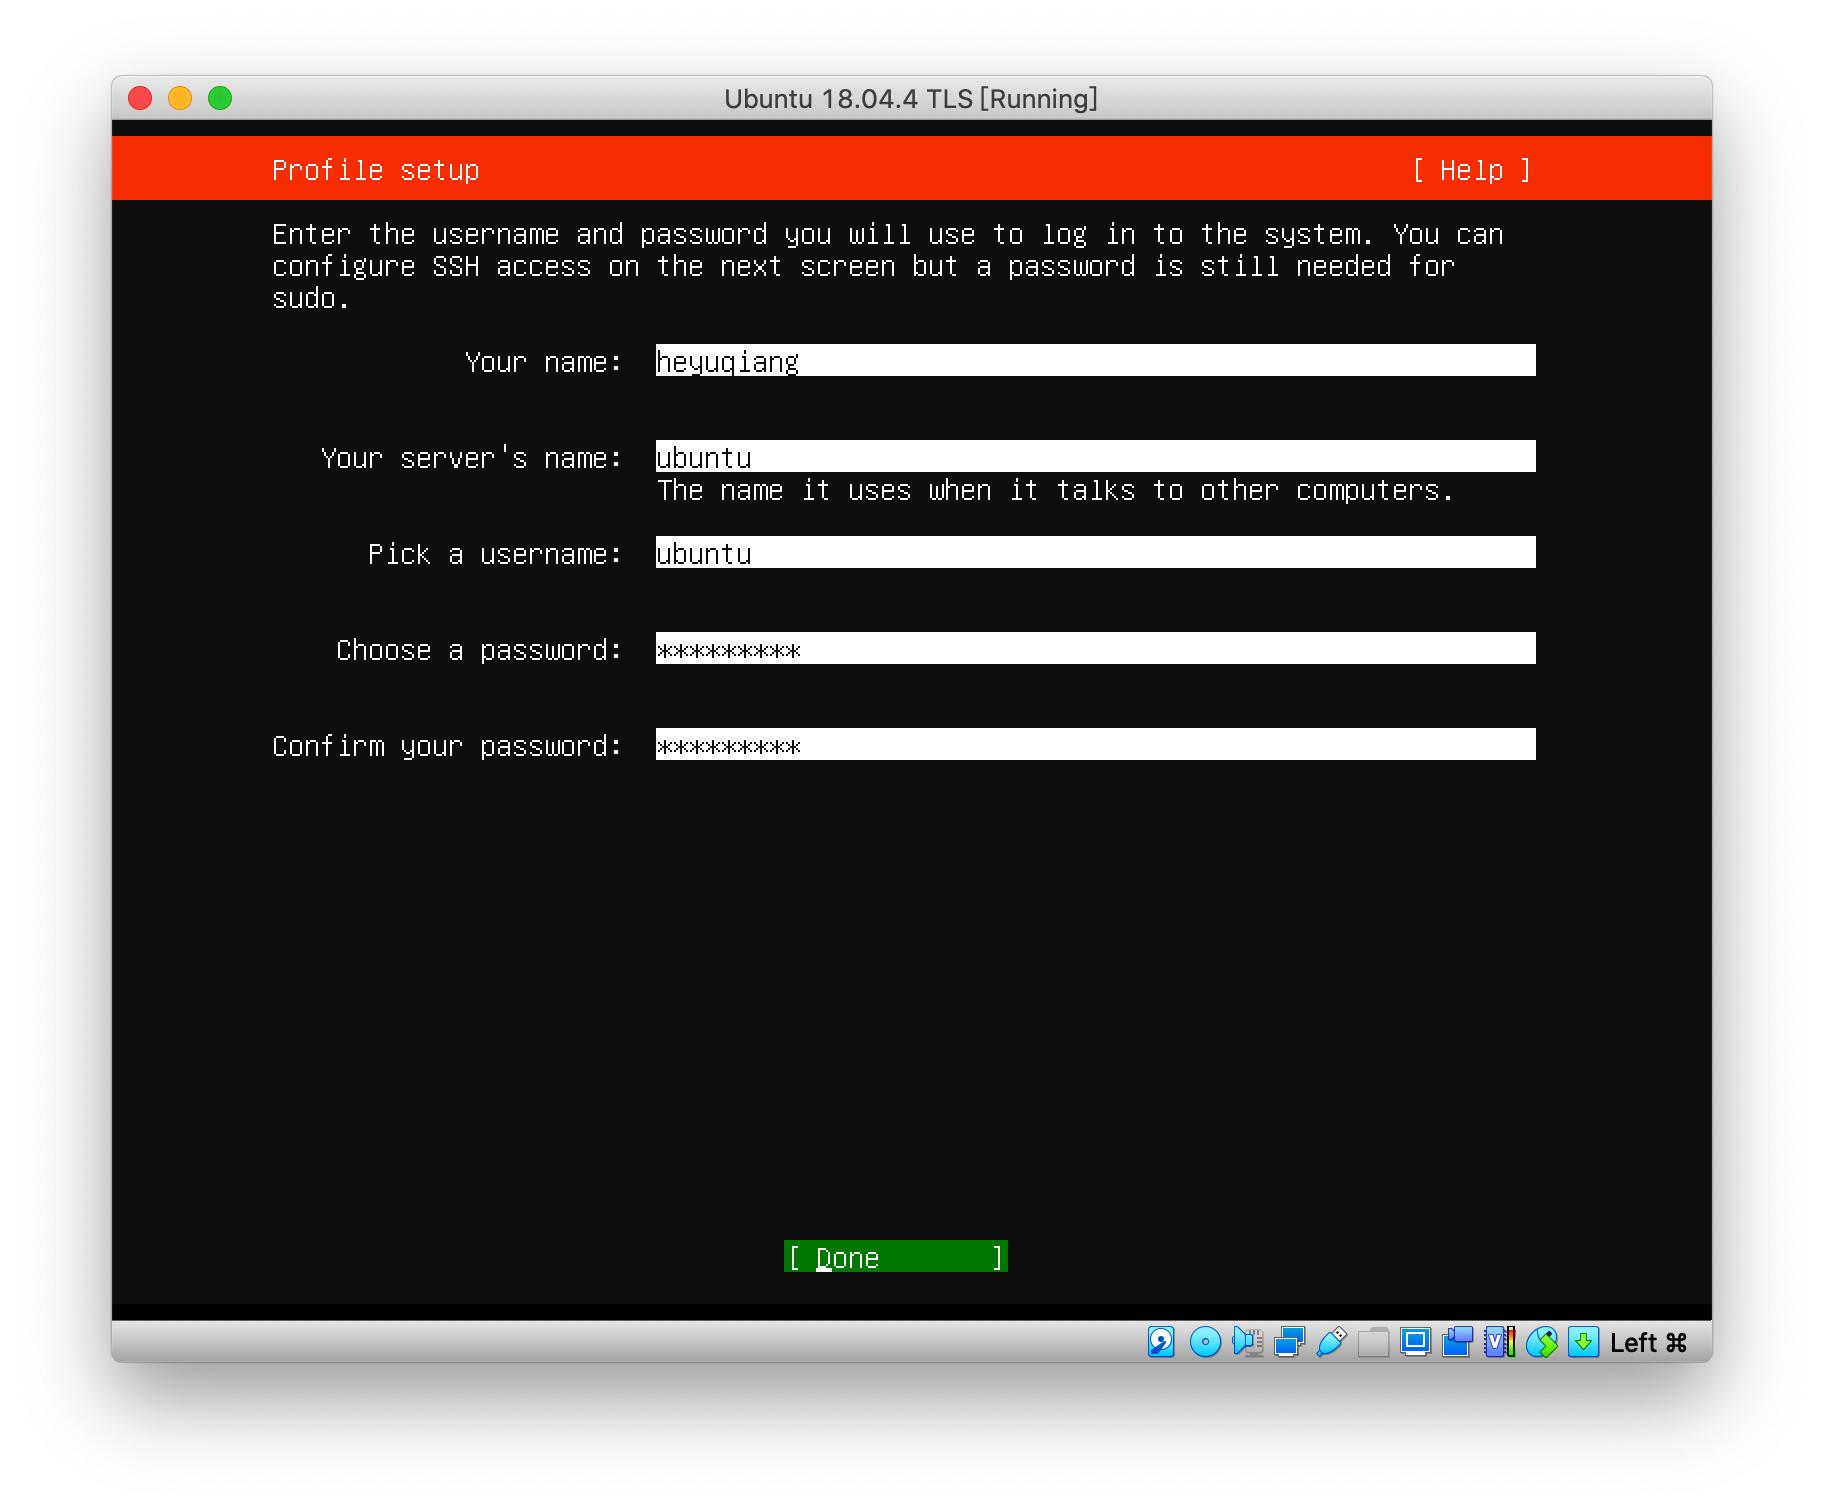 Ubuntu 18.04.4 TLS [Running]
Profile setup [ Help ]
Enter the username and password you will use to log in to the system. You can
configure SSH access on the next screen but a password is still needed for
sudo.
Your name: heyuqiang
Your server's name: ubuntu
The name it uses when it talks to other computers.
Pick a username: ubuntu
Choose a password: *********
Confirm your password: *********
[ Done ]
Left ⌘